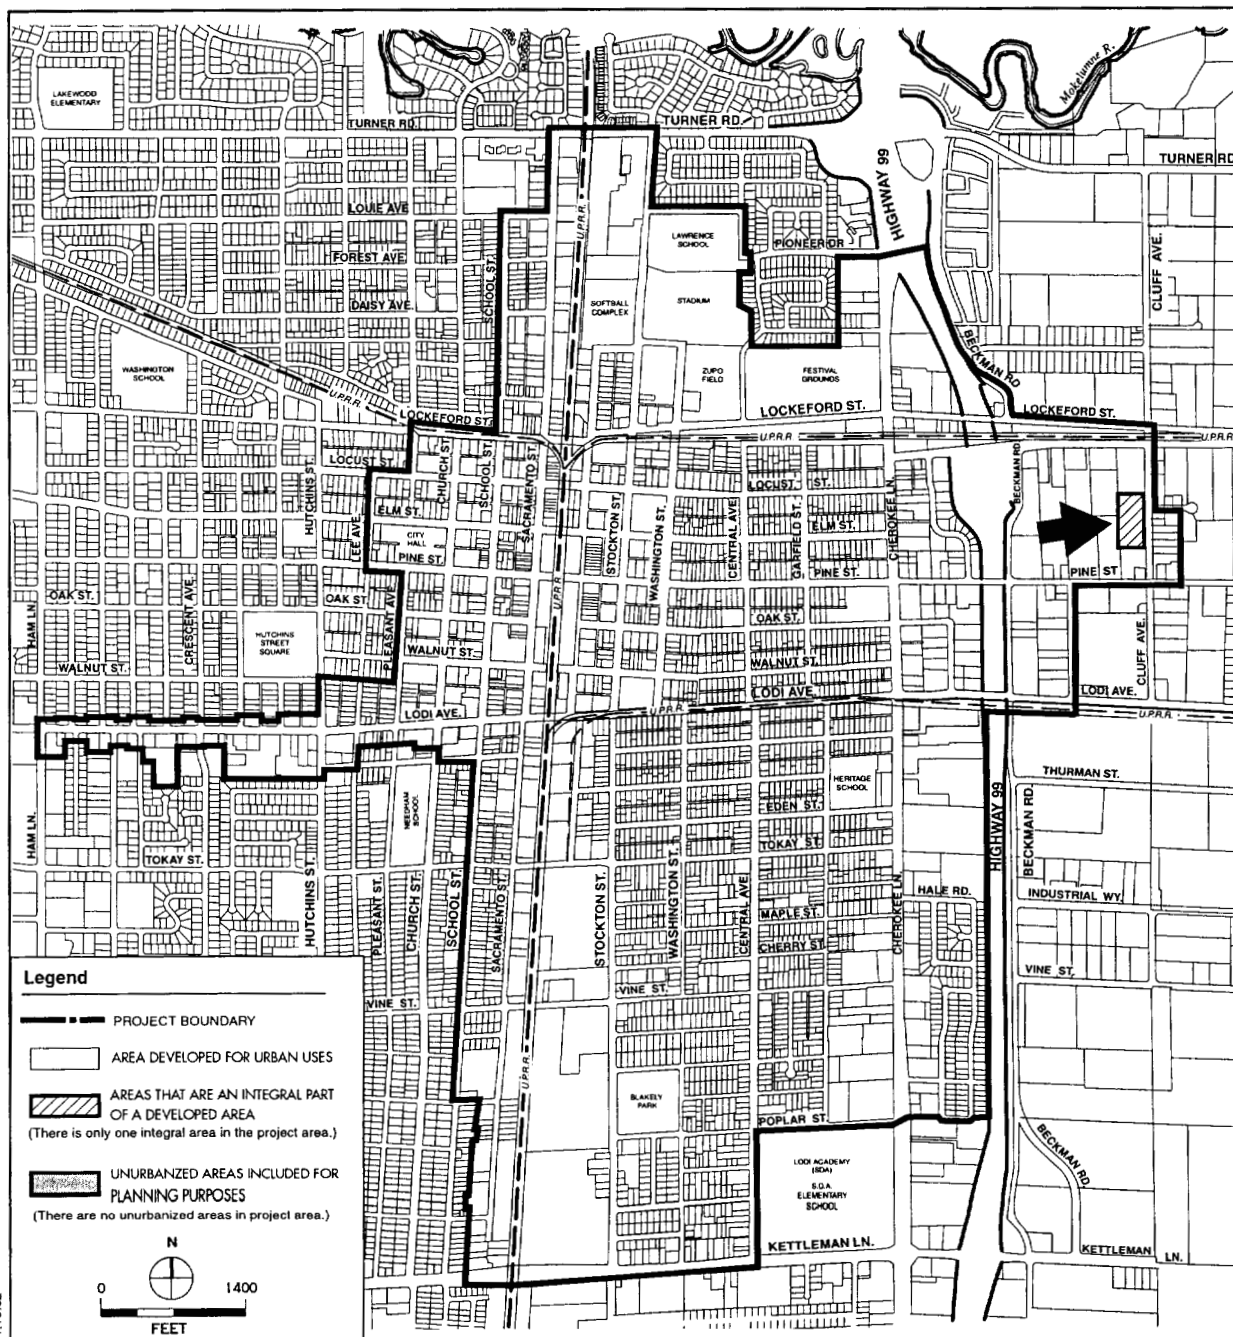 Mokelumne R.
LAKEWOOD
ELEMENTARY
TURNER RD.
TURNER RD.
TURNER RD
HIGHWAY 99
LOUIE AVE
U.P.R.R.
LAWRENCE
SCHOOL
PIONEER DR
FOREST AVE
SCHOOL ST.
CLUFF AVE.
DAISY AVE.
SOFTBALL
COMPLEX
STADIUM
BECKMAN RD
WASHINGTON
SCHOOL
ZUPO
FIELD
FESTIVAL
GROUNDS
U.P.R.R.
LOCKEFORD ST.
LOCKEFORD ST.
LOCKEFORD ST.
U.P.R.R
U.P.R.R.
LOCUST ST.
HUTCHINS ST.
CHURCH ST.
SCHOOL ST.
SACRAMENTO ST.
LOCUST ST.
BECKMAN RD.
ELM ST.
LEE AVE
CITY
HALL
PINE ST.
STOCKTON ST.
WASHINGTON ST.
CENTRAL AVE
GARFIELD ST.
ELM ST.
CHEROKEE LN.
PINE ST.
PINE ST
OAK ST.
HAM LN.
CRESCENT AVE.
OAK ST.
PLEASANT AVE.
U.P.R.R.
OAK ST.
HUTCHINS
STREET
SQUARE
WALNUT ST.
WALNUT ST.
WALNUT ST.
CLUFF AVE.
LODI AVE.
LODI AVE.
LODI AVE.
U.P.R.R.
U.P.R.R.
NEEDHAM
SCHOOL
HERITAGE
SCHOOL
THURMAN ST.
HIGHWAY 99
BECKMAN RD.
EDEN ST.
HAM LN.
TOKAY ST.
TOKAY ST.
HUTCHINS ST.
PLEASANT ST.
CHURCH ST.
SCHOOL ST.
SACRAMENTO ST.
STOCKTON ST.
WASHINGTON ST.
CENTRAL AVE.
CHEROKEE LN.
HALE RD.
INDUSTRIAL WY.
MAPLE ST.
CHERRY ST.
VINE ST.
VINE ST.
VINE ST.
U.P.R.R.
BLAKELY
PARK
POPLAR ST.
BECKMAN RD.
LODI ACADEMY
(SDA)
S.D.A.
ELEMENTARY
SCHOOL
KETTLEMAN LN.
KETTLEMAN LN.
Legend
PROJECT BOUNDARY
AREA DEVELOPED FOR URBAN USES
AREAS THAT ARE AN INTEGRAL PART
OF A DEVELOPED AREA
(There is only one integral area in the project area.)
UNURBANZED AREAS INCLUDED FOR
PLANNING PURPOSES
(There are no unurbanized areas in project area.)
N
0 1400
FEET